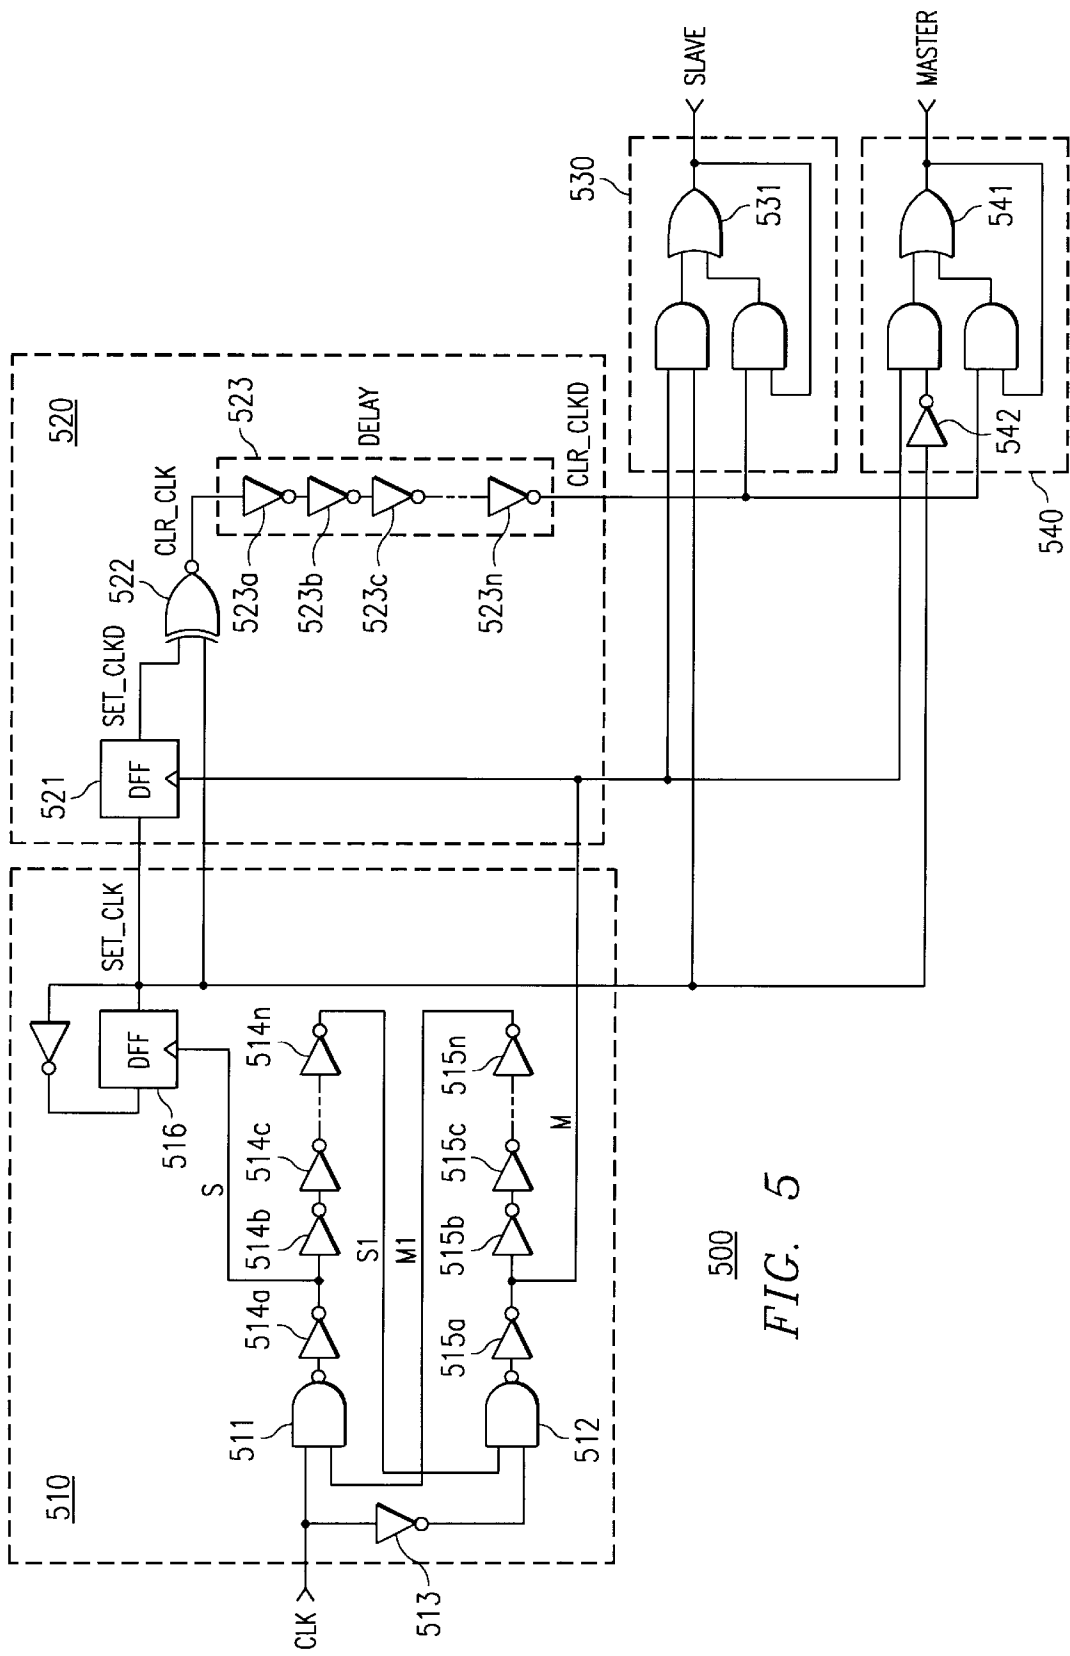 510
CLK
513
511
512
514a
514b
514c
514n
S
S1
M1
515a
515b
515c
515n
M
516
DFF
SET_CLK
520
521
DFF
SET_CLKD
522
CLR_CLK
523a
523b
523c
523n
523
DELAY
CLR_CLKD
530
531
SLAVE
540
541
542
MASTER
500
FIG. 5